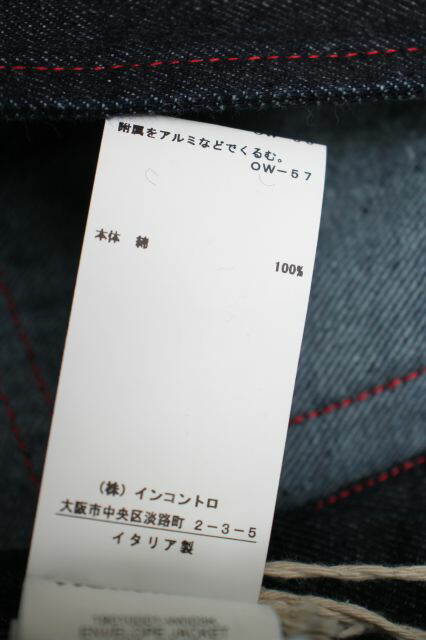 附属をアルミなどでくるむ。
OW-57
本体 綿 100%
(株) インコントロ
大阪市中央区淡路町 2-3-5
イタリア製
ENVELOPE JACKET